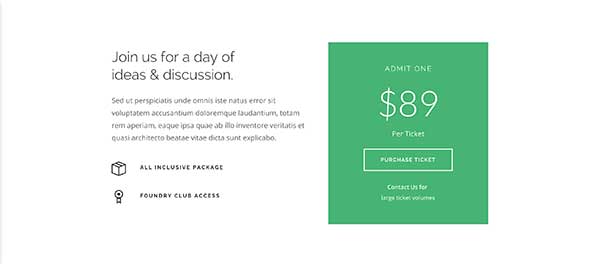 Join us for a day of
ideas & discussion.
Sed ut perspiciatis unde omnis iste natus error sit
voluptatem accusantium doloremque laudantium, totam
rem aperiam, eaque ipsa quae ab illo inventore veritatis et
quasi architecto beatae vitae dicta sunt explicabo.
ALL INCLUSIVE PACKAGE
FOUNDRY CLUB ACCESS
ADMIT ONE
$89
Per Ticket
PURCHASE TICKET
Contact Us for
large ticket volumes